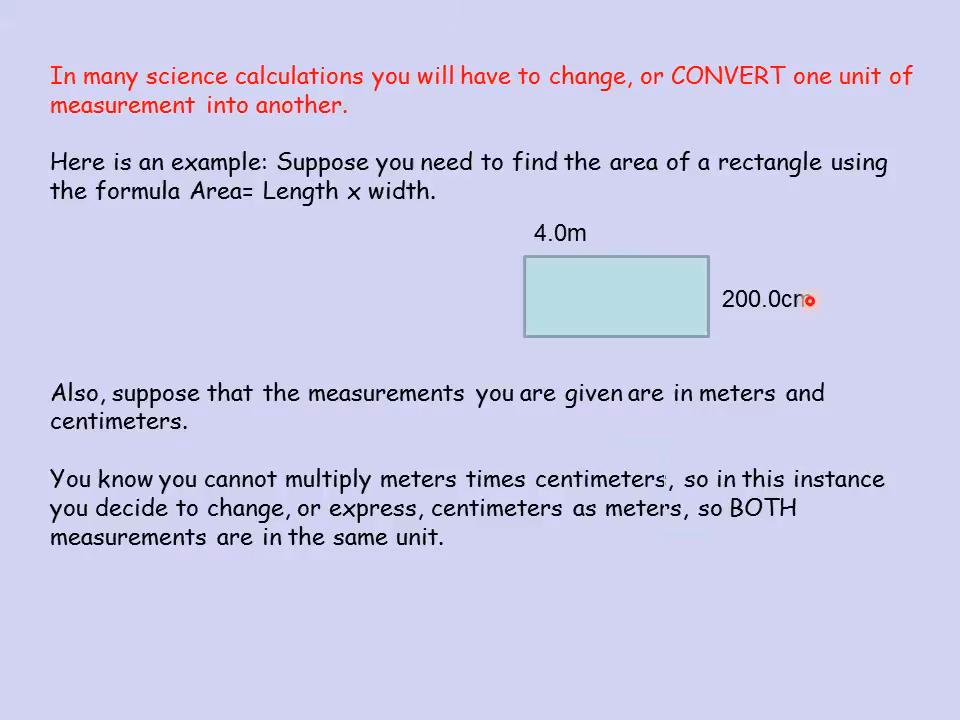 In many science calculations you will have to change, or CONVERT one unit of
measurement into another.
Here is an example: Suppose you need to find the area of a rectangle using
the formula Area= Length x width.
4.0m
200.0cm
Also, suppose that the measurements you are given are in meters and
centimeters.
You know you cannot multiply meters times centimeters, so in this instance
you decide to change, or express, centimeters as meters, so BOTH
measurements are in the same unit.